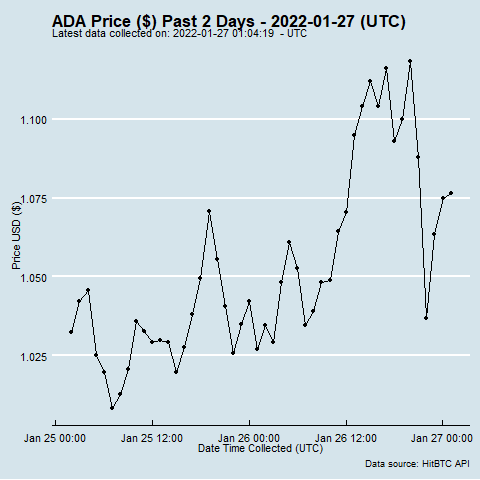 ADA Price ($) Past 2 Days - 2022-01-27 (UTC)
Latest data collected on: 2022-01-27 01:04:19  - UTC
Price USD ($)
1.100
1.075
1.050
1.025
Jan 25 00:00
Jan 25 12:00
Jan 26 00:00
Jan 26 12:00
Jan 27 00:00
Date Time Collected (UTC)
Data source: HitBTC API